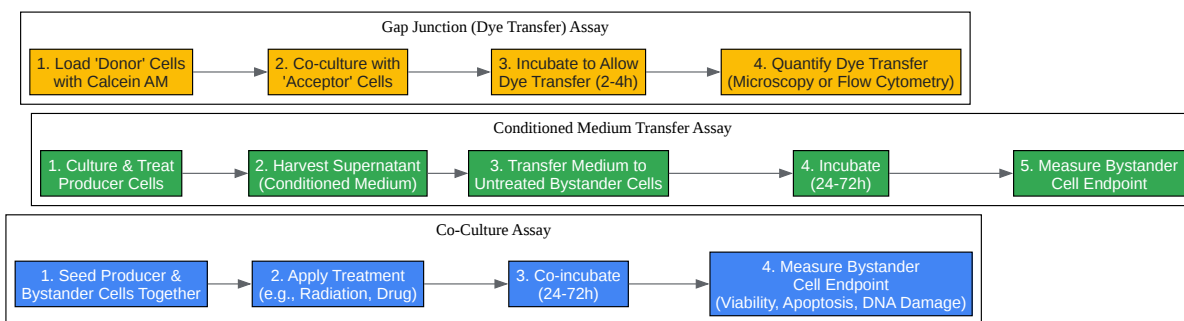 Gap Junction (Dye Transfer) Assay
1. Load 'Donor' Cells
with Calcein AM
2. Co-culture with
'Acceptor' Cells
3. Incubate to Allow
Dye Transfer (2-4h)
4. Quantify Dye Transfer
(Microscopy or Flow Cytometry)
Conditioned Medium Transfer Assay
1. Culture & Treat
Producer Cells
2. Harvest Supernatant
(Conditioned Medium)
3. Transfer Medium to
Untreated Bystander Cells
4. Incubate
(24-72h)
5. Measure Bystander
Cell Endpoint
Co-Culture Assay
1. Seed Producer &
Bystander Cells Together
2. Apply Treatment
(e.g., Radiation, Drug)
3. Co-incubate
(24-72h)
4. Measure Bystander
Cell Endpoint
(Viability, Apoptosis, DNA Damage)